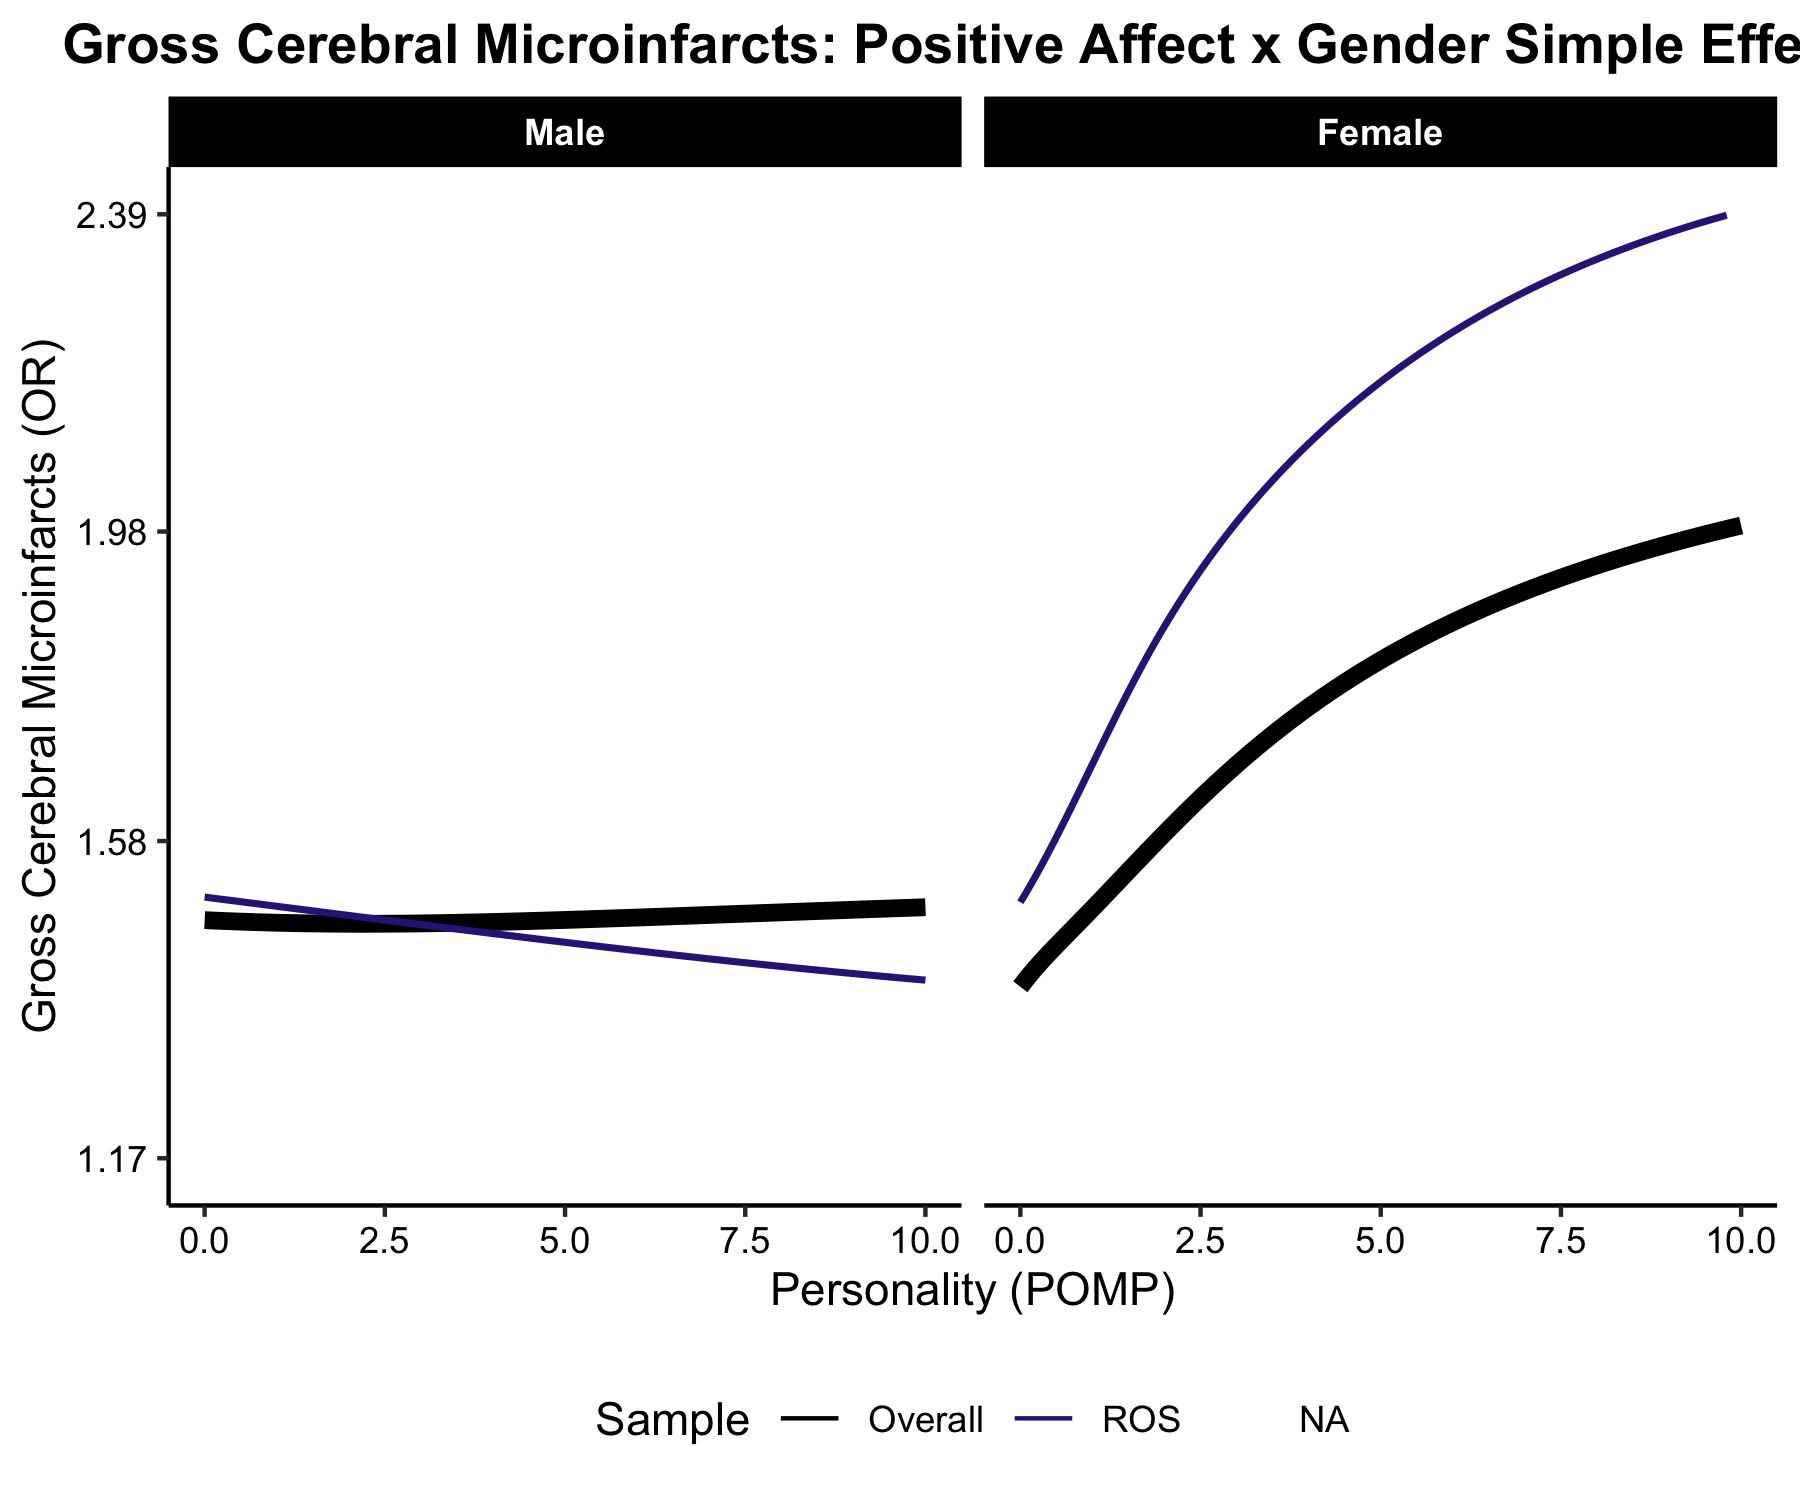 Gross Cerebral Microinfarcts: Positive Affect x Gender Simple Effe
Male
Female
Gross Cerebral Microinfarcts (OR)
2.39
1.98
1.58
1.17
0.0 2.5 5.0 7.5 10.0
0.0 2.5 5.0 7.5 10.0
Personality (POMP)
Sample Overall ROS NA